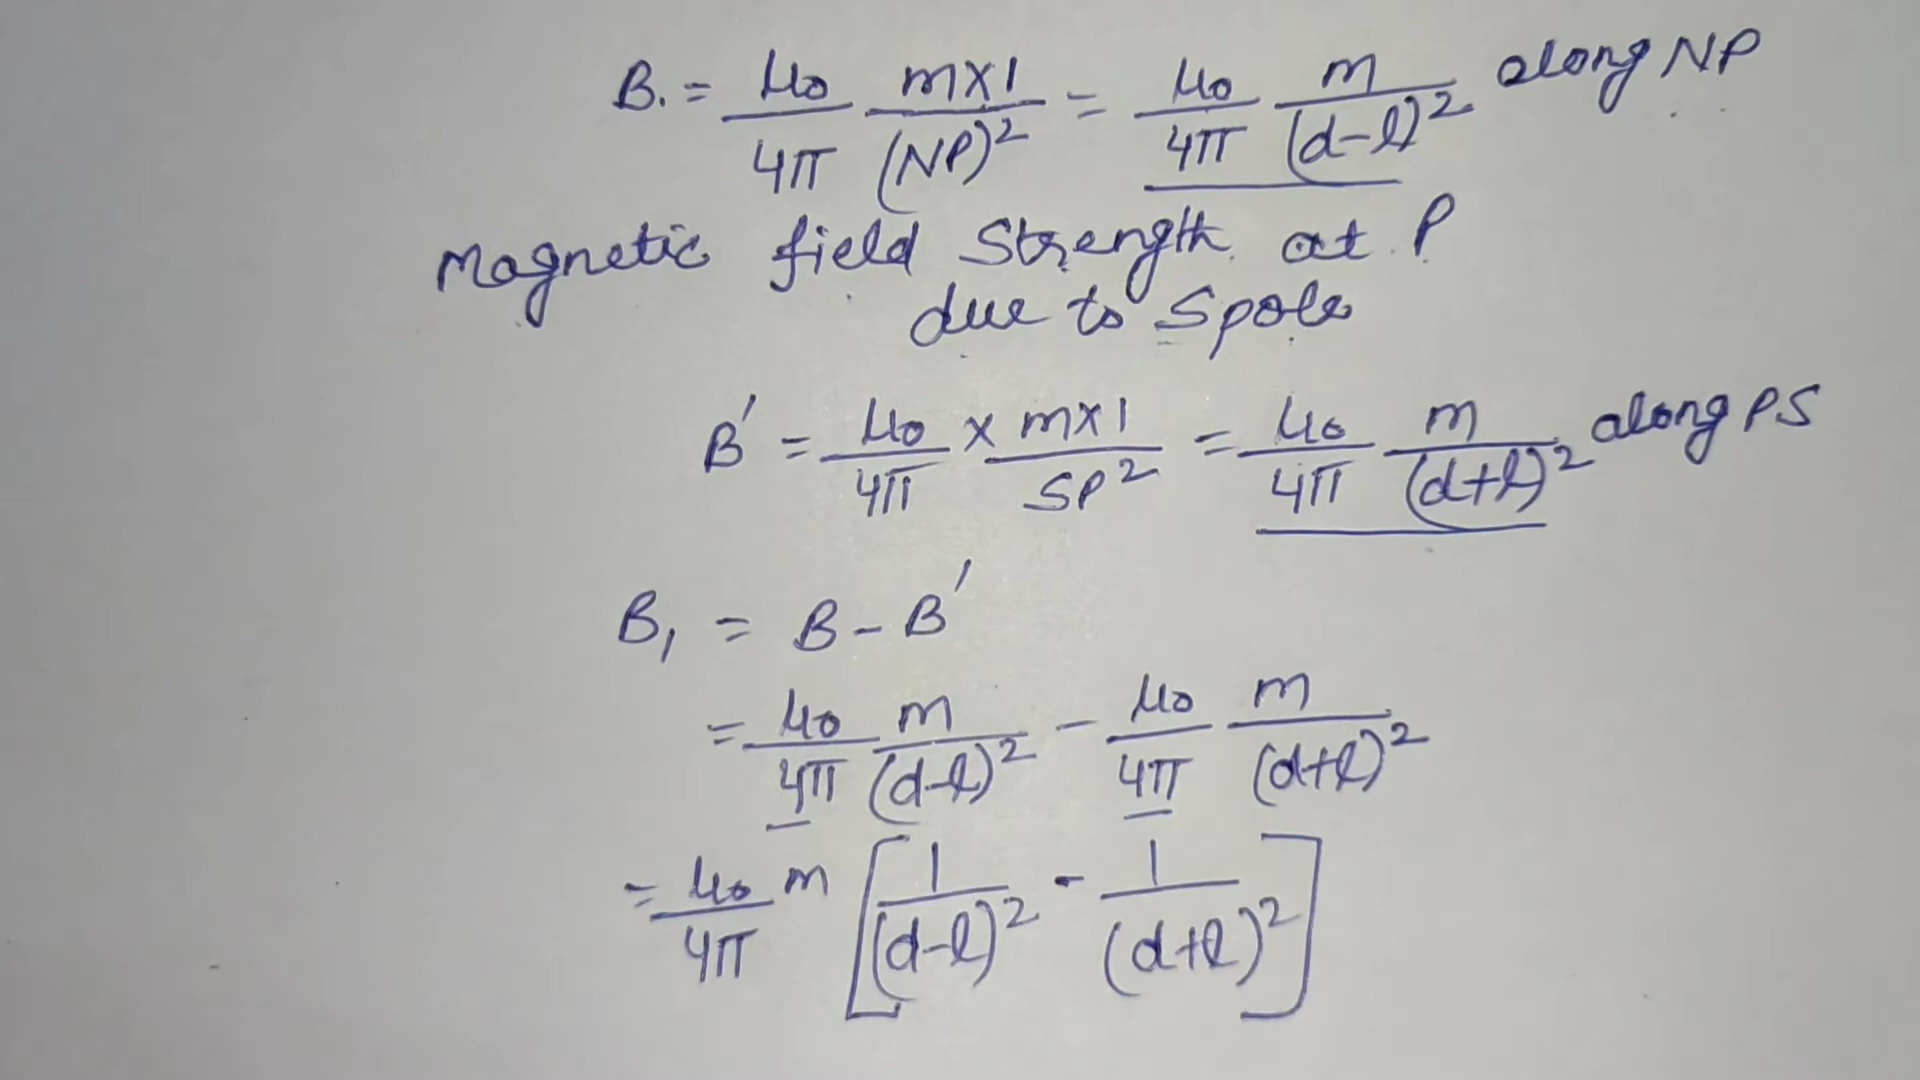 B. = μ₀/4π m×1/(NP)² = μ₀/4π m/(d-l)² along NP
Magnetic field Strength at P
due to S pole
B′ = μ₀/4π × m×1/SP² = μ₀/4π m/(d+l)² along PS
B₁ = B - B′
= μ₀/4π m/(d-l)² - μ₀/4π m/(d+l)²
= μ₀/4π m [1/(d-l)² - 1/(d+l)²]